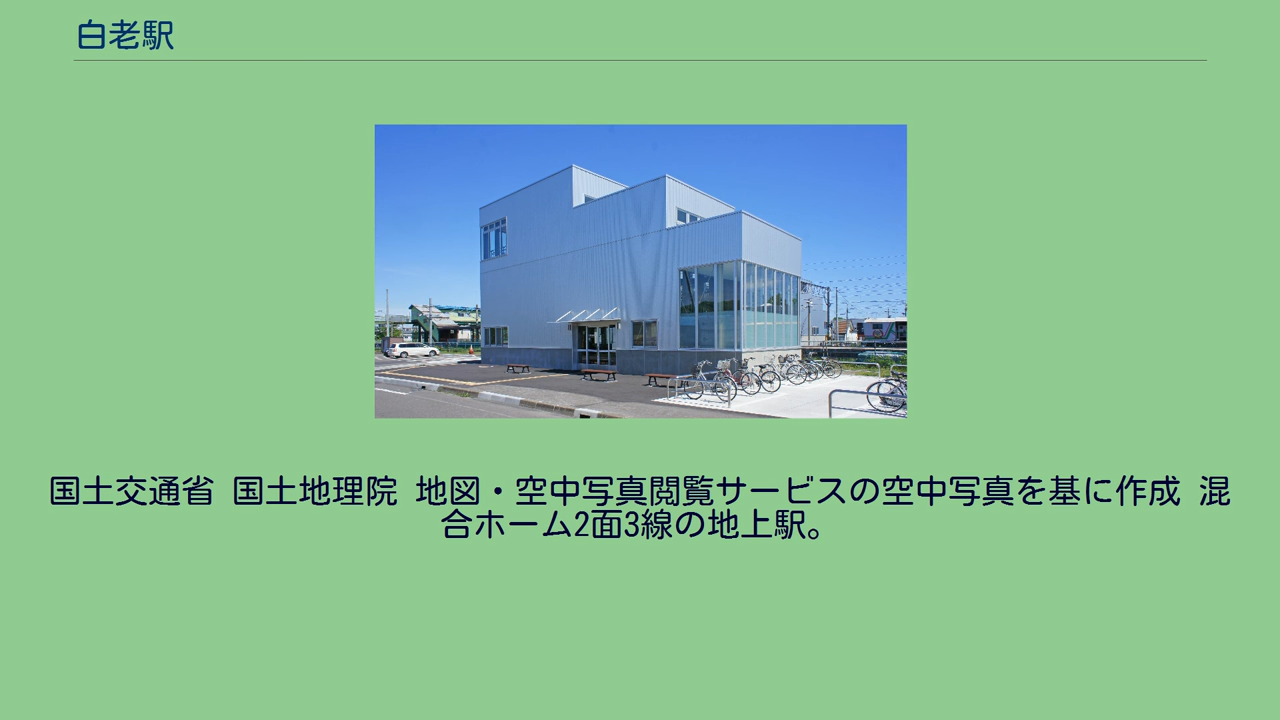 白老駅
国土交通省 国土地理院 地図・空中写真閲覧サービスの空中写真を基に作成 混
合ホーム2面3線の地上駅。